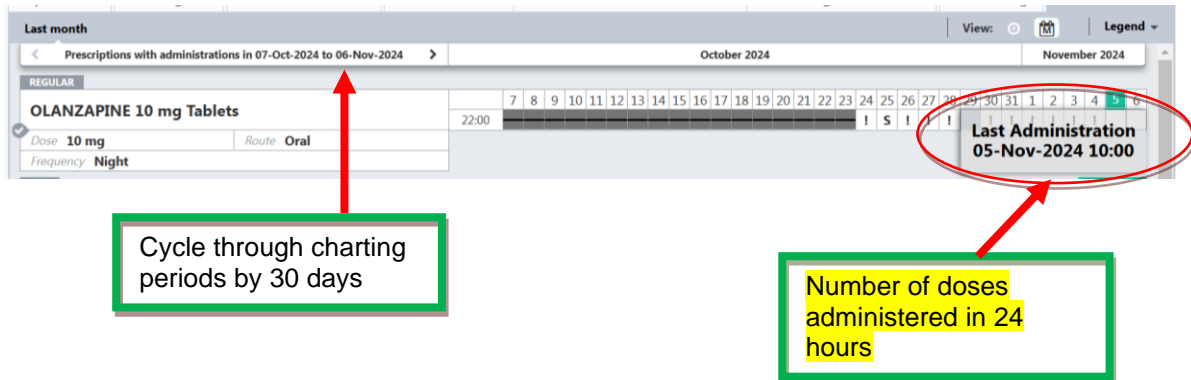 Last month
View:
Legend
Prescriptions with administrations in 07-Oct-2024 to 06-Nov-2024
October 2024
November 2024
REGULAR
OLANZAPINE 10 mg Tablets
7 8 9 10 11 12 13 14 15 16 17 18 19 20 21 22 23 24 25 26 27 28 29 30 31 1 2 3 4 5 6
22:00 ! S ! ! ! ! ! ! ! ! ! !
Dose 10 mg Route Oral
Frequency Night
Last Administration
05-Nov-2024 10:00
Cycle through charting
periods by 30 days
Number of doses
administered in 24
hours